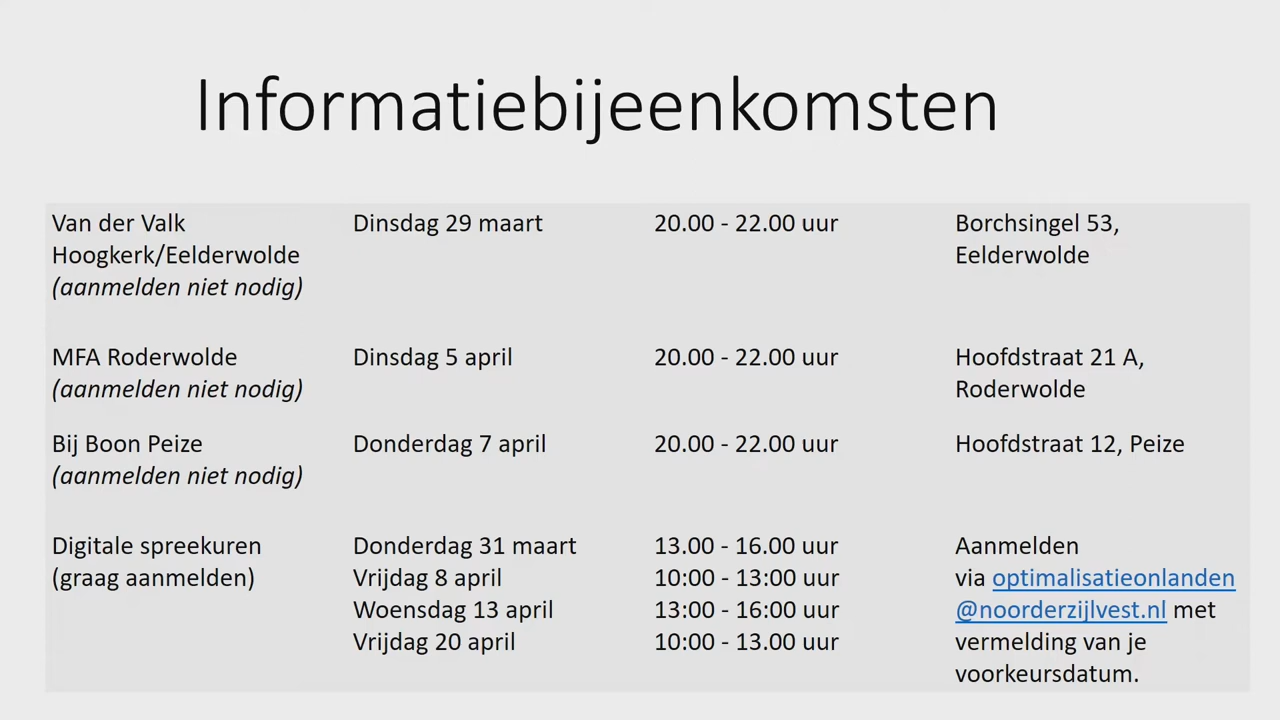 Informatiebijeenkomsten
Van der Valk
Hoogkerk/Eelderwolde
(aanmelden niet nodig)
Dinsdag 29 maart
20.00 - 22.00 uur
Borchsingel 53,
Eelderwolde
MFA Roderwolde
(aanmelden niet nodig)
Dinsdag 5 april
20.00 - 22.00 uur
Hoofdstraat 21 A,
Roderwolde
Bij Boon Peize
(aanmelden niet nodig)
Donderdag 7 april
20.00 - 22.00 uur
Hoofdstraat 12, Peize
Digitale spreekuren
(graag aanmelden)
Donderdag 31 maart
Vrijdag 8 april
Woensdag 13 april
Vrijdag 20 april
13.00 - 16.00 uur
10:00 - 13:00 uur
13:00 - 16:00 uur
10:00 - 13.00 uur
Aanmelden
via optimalisatieonlanden
@noorderzijlvest.nl met
vermelding van je
voorkeursdatum.